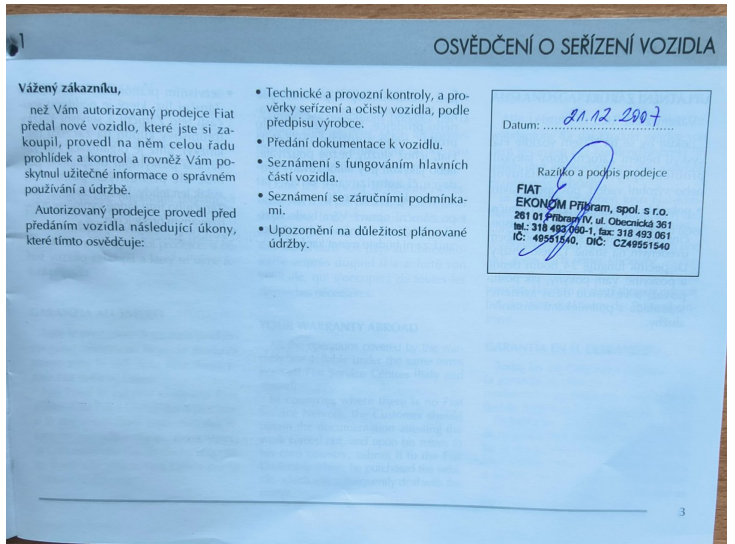 1
OSVĚDČENÍ O SEŘÍZENÍ VOZIDLA
Vážený zákazníku,
než Vám autorizovaný prodejce Fiat
předal nové vozidlo, které jste si za-
koupil, provedl na něm celou řadu
prohlídek a kontrol a rovněž Vám po-
skytnul užitečné informace o správném
používání a údržbě.
Autorizovaný prodejce provedl před
předáním vozidla následující úkony,
které tímto osvědčuje:
• Technické a provozní kontroly, a pro-
věrky seřízení a očisty vozidla, podle
předpisu výrobce.
• Předání dokumentace k vozidlu.
• Seznámení s fungováním hlavních
částí vozidla.
• Seznámení se záručními podmínka-
mi.
• Upozornění na důležitost plánované
údržby.
Datum: 21.12.2007
Razítko a podpis prodejce
FIAT
EKONOM Příbram, spol. s r.o.
261 01 Příbram IV, ul. Obecnická 361
tel.: 318 493 060-1, fax: 318 493 061
IČ: 49551540, DIČ: CZ49551540
3